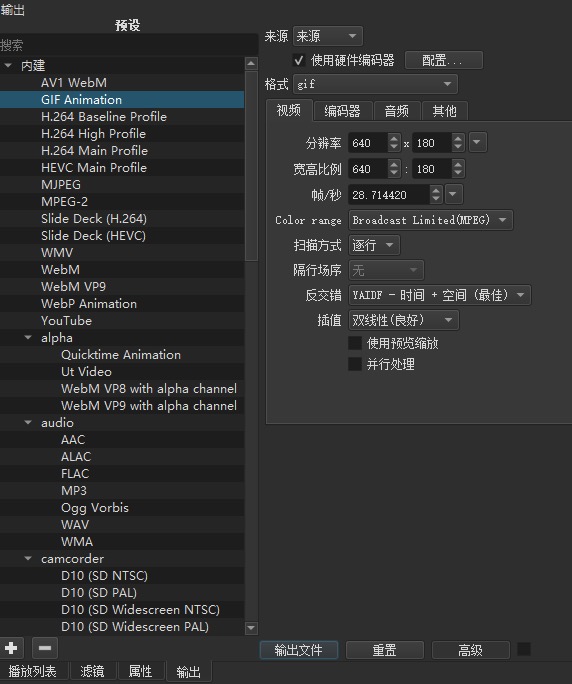 输出
预设
搜索
内建
AV1 WebM
GIF Animation
H.264 Baseline Profile
H.264 High Profile
H.264 Main Profile
HEVC Main Profile
MJPEG
MPEG-2
Slide Deck (H.264)
Slide Deck (HEVC)
WMV
WebM
WebM VP9
WebP Animation
YouTube
alpha
Quicktime Animation
Ut Video
WebM VP8 with alpha channel
WebM VP9 with alpha channel
audio
AAC
ALAC
FLAC
MP3
Ogg Vorbis
WAV
WMA
camcorder
D10 (SD NTSC)
D10 (SD PAL)
D10 (SD Widescreen NTSC)
D10 (SD Widescreen PAL)
来源 来源
使用硬件编码器 配置...
格式 gif
视频 编码器 音频 其他
分辨率 640 x 180
宽高比例 640 : 180
帧/秒 28.714420
Color range Broadcast Limited(MPEG)
扫描方式 逐行
隔行场序 无
反交错 YAIDF - 时间 + 空间 (最佳)
插值 双线性(良好)
使用预览缩放
并行处理
输出文件 重置 高级
播放列表 滤镜 属性 输出